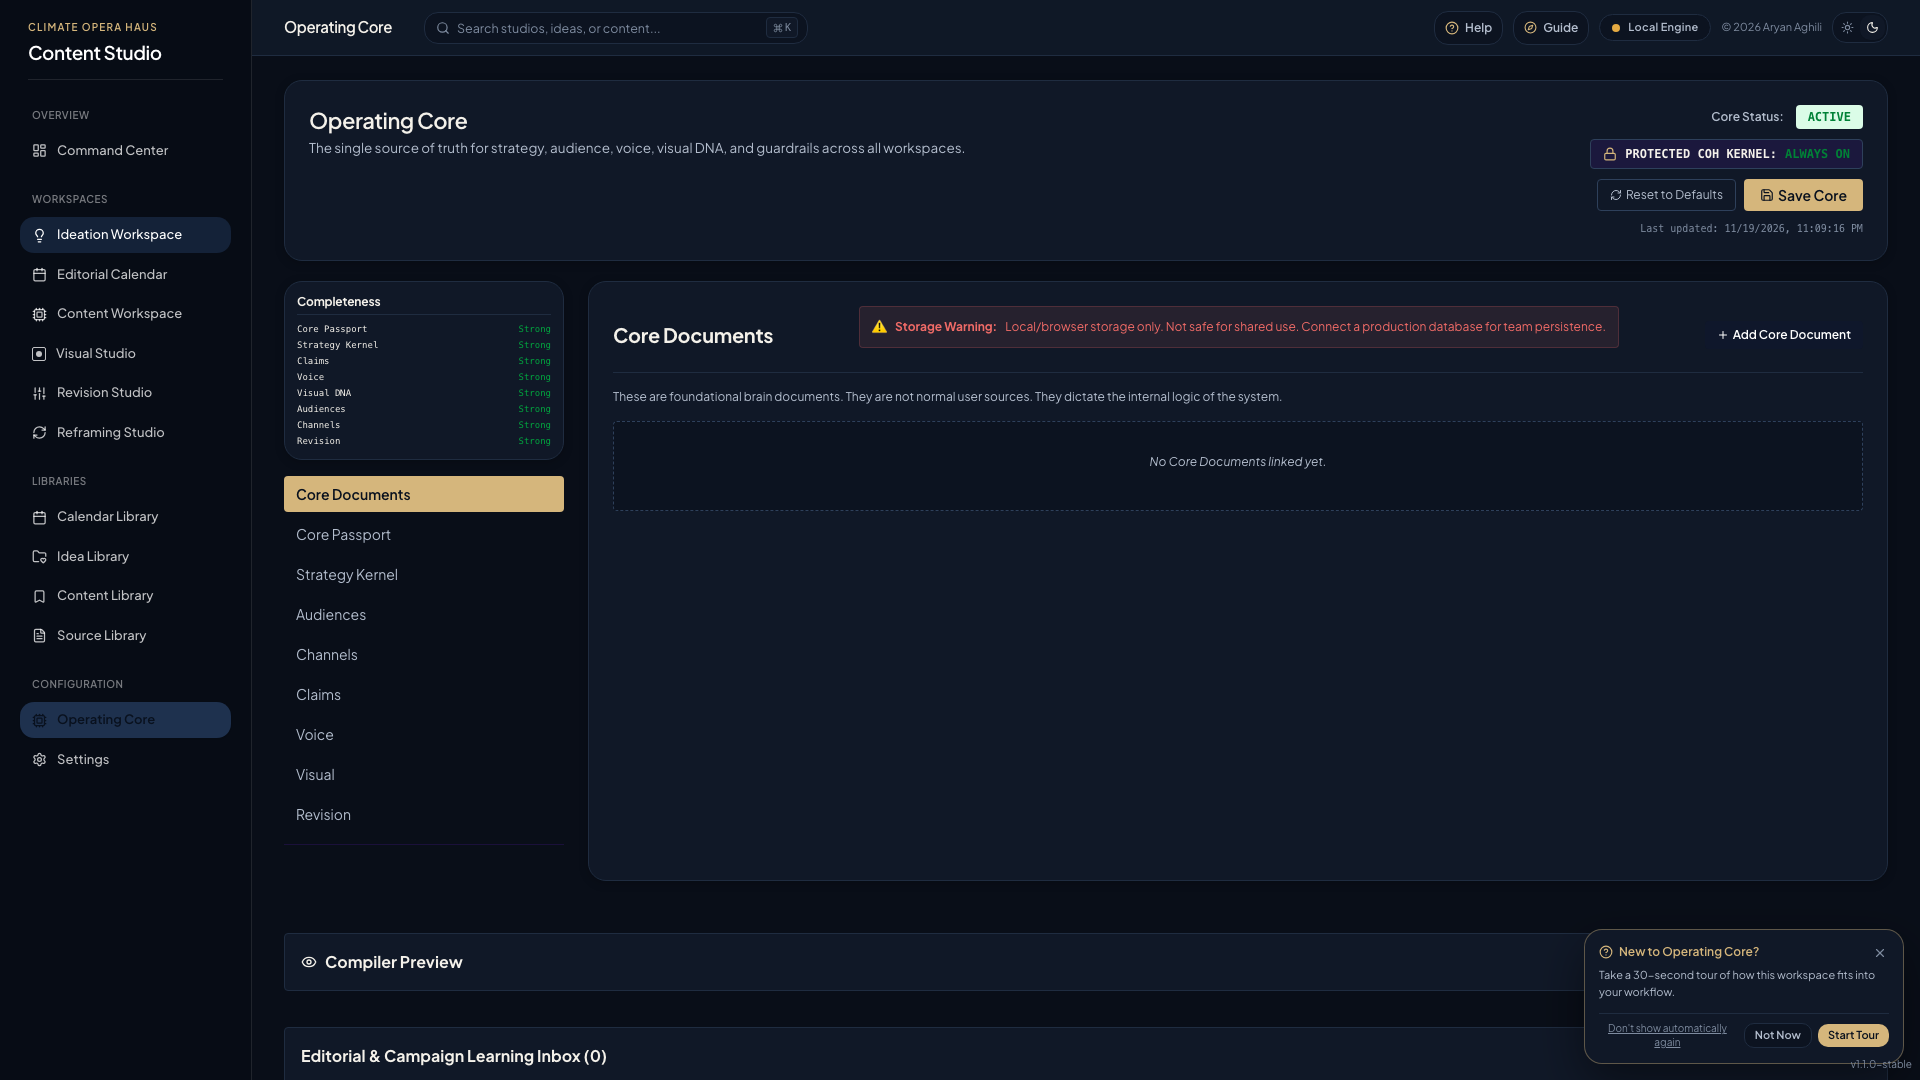 CLIMATE OPERA HAUS
Content Studio
OVERVIEW
Command Center
WORKSPACES
Ideation Workspace
Editorial Calendar
Content Workspace
Visual Studio
Revision Studio
Reframing Studio
LIBRARIES
Calendar Library
Idea Library
Content Library
Source Library
CONFIGURATION
Operating Core
Settings
Operating Core
Search studios, ideas, or content...
⌘ K
Help
Guide
Local Engine
© 2026 Aryan Aghili
Operating Core
The single source of truth for strategy, audience, voice, visual DNA, and guardrails across all workspaces.
Core Status: ACTIVE
PROTECTED COH KERNEL: ALWAYS ON
Reset to Defaults
Save Core
Last updated: 11/19/2026, 11:09:16 PM
Completeness
Core Passport Strong
Strategy Kernel Strong
Claims Strong
Voice Strong
Visual DNA Strong
Audiences Strong
Channels Strong
Revision Strong
Core Documents
Core Passport
Strategy Kernel
Audiences
Channels
Claims
Voice
Visual
Revision
Core Documents
Storage Warning: Local/browser storage only. Not safe for shared use. Connect a production database for team persistence.
+ Add Core Document
These are foundational brain documents. They are not normal user sources. They dictate the internal logic of the system.
No Core Documents linked yet.
Compiler Preview
Editorial & Campaign Learning Inbox (0)
New to Operating Core?
Take a 30-second tour of how this workspace fits into
your workflow.
Don't show automatically
again
Not Now
Start Tour
v1.1.0-stable